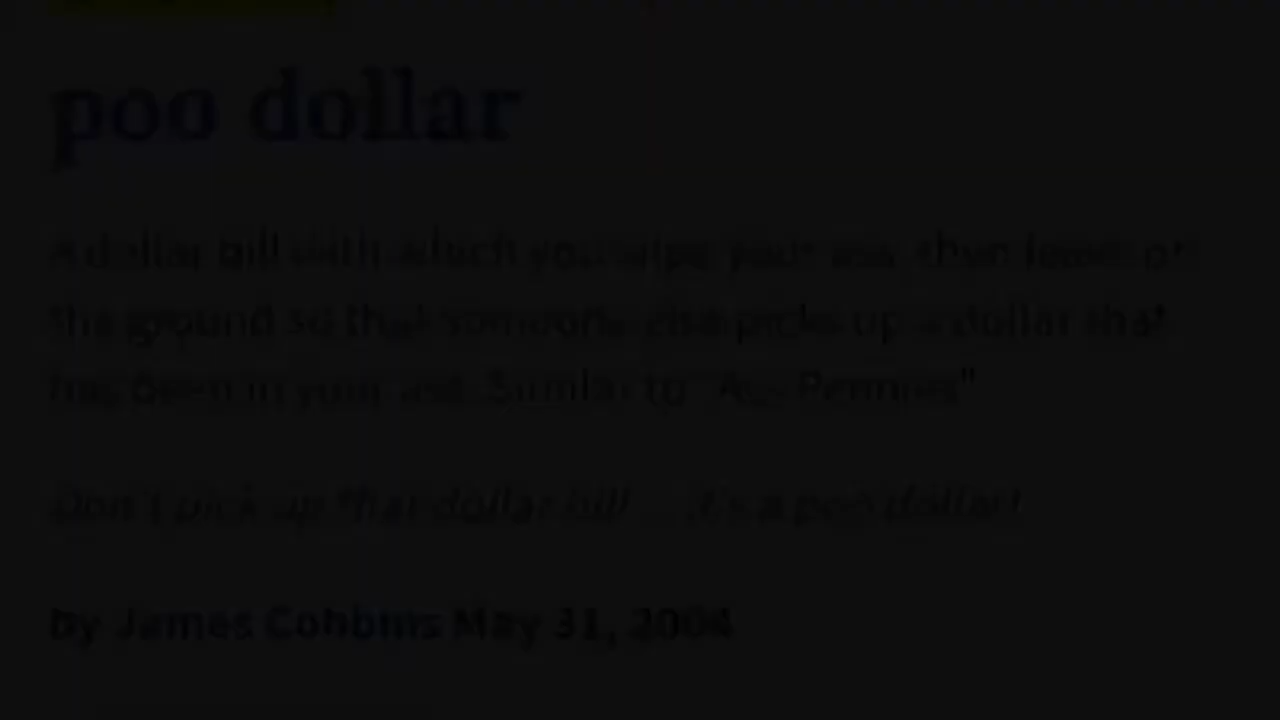 poo dollar
A dollar bill with which you wipe your ass, then leave on
the ground so that someone else picks up a dollar that
has been in your ass. Similar to "Ass Pennies"
Don't pick up that dollar bill ... it's a poo dollar!
by James Cobbins May 31, 2004